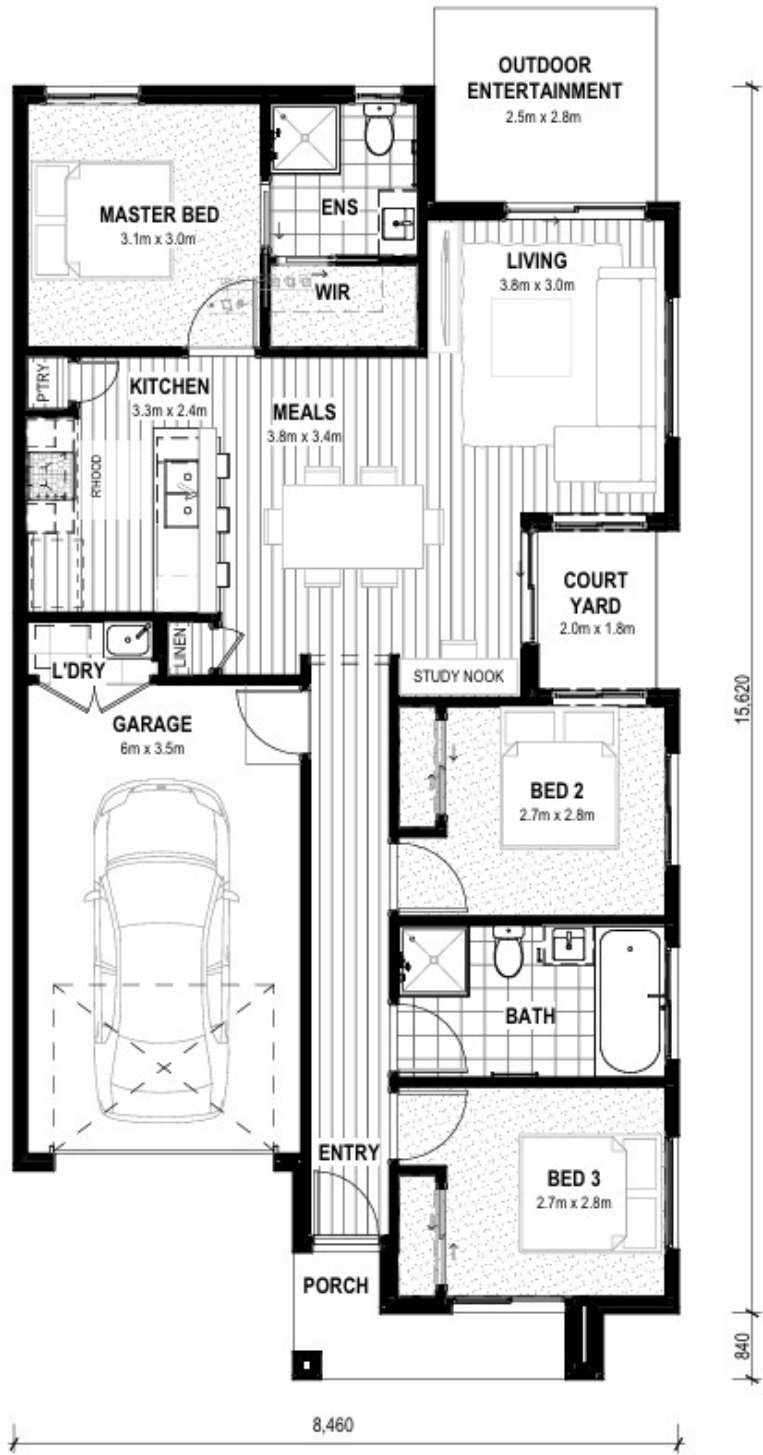 OUTDOOR
ENTERTAINMENT
2.5m x 2.8m
MASTER BED
3.1m x 3.0m
ENS
WIR
LIVING
3.8m x 3.0m
P'TRY
KITCHEN
3.3m x 2.4m
MEALS
3.8m x 3.4m
R'HOOD
COURT
YARD
2.0m x 1.8m
L'DRY
LINEN
STUDY NOOK
GARAGE
6m x 3.5m
BED 2
2.7m x 2.8m
BATH
ENTRY
BED 3
2.7m x 2.8m
PORCH
15,620
840
8,460